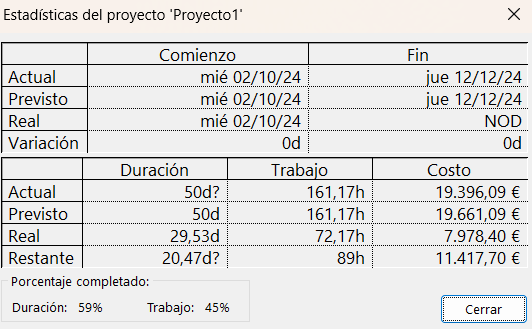 Estadísticas del proyecto 'Proyecto1'
Comienzo Fin
Actual mié 02/10/24 jue 12/12/24
Previsto mié 02/10/24 jue 12/12/24
Real mié 02/10/24 NOD
Variación 0d 0d
Duración Trabajo Costo
Actual 50d? 161,17h 19.396,09 €
Previsto 50d 161,17h 19.661,09 €
Real 29,53d 72,17h 7.978,40 €
Restante 20,47d? 89h 11.417,70 €
Porcentaje completado:
Duración: 59% Trabajo: 45%
Cerrar